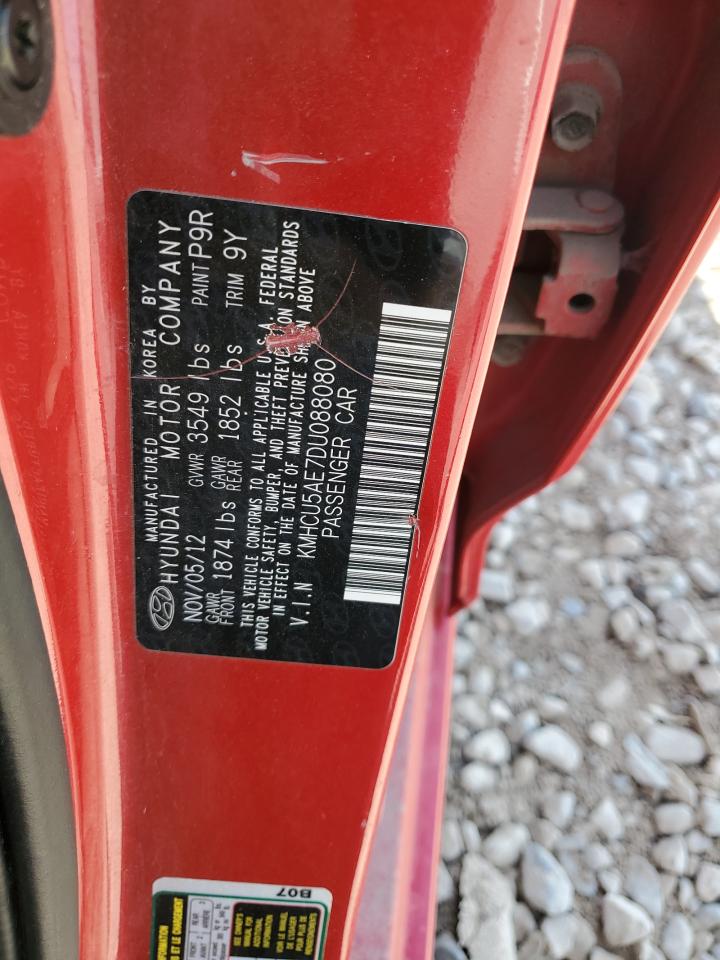 MANUFACTURED IN KOREA BY
HYUNDAI MOTOR COMPANY
NOV/05/12 GVWR 3549 lbs PAINT P9R
GAWR FRONT 1874 lbs GAWR REAR 1852 lbs TRIM 9Y
THIS VEHICLE CONFORMS TO ALL APPLICABLE U.S.A. FEDERAL
MOTOR VEHICLE SAFETY, BUMPER, AND THEFT PREVENTION STANDARDS
IN EFFECT ON THE DATE OF MANUFACTURE SHOWN ABOVE
V.I.N KMHCU5AE7DU088080
PASSENGER CAR
B07